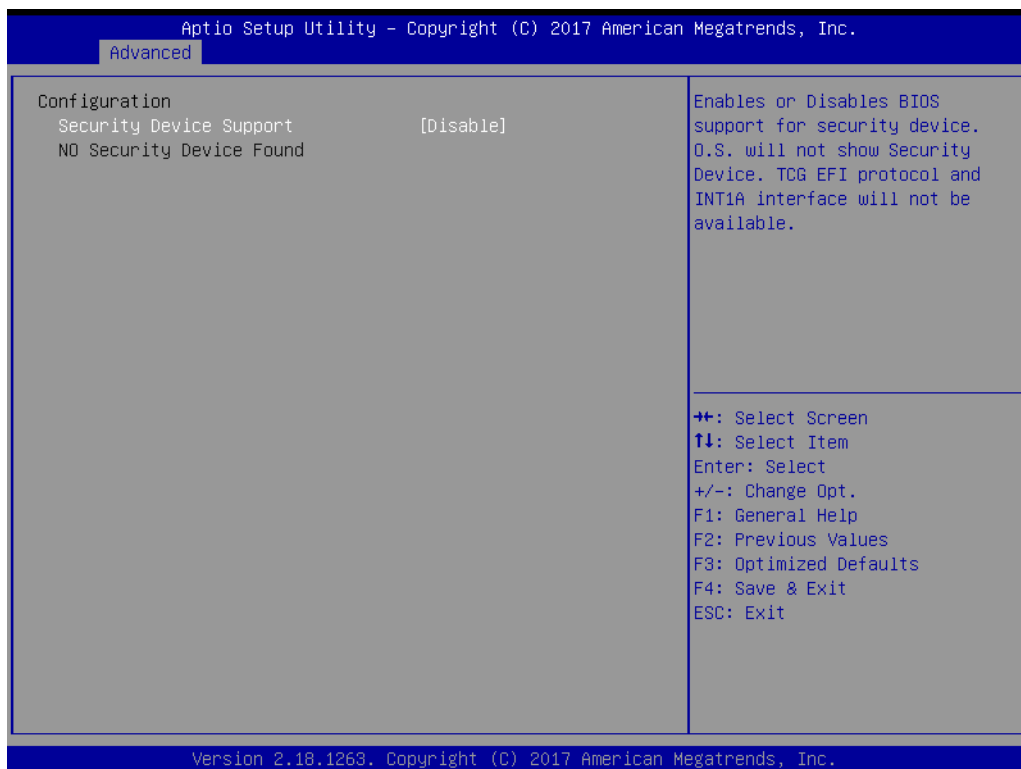 Aptio Setup Utility – Copyright (C) 2017 American Megatrends, Inc.
Advanced
Configuration
Security Device Support [Disable]
NO Security Device Found
Enables or Disables BIOS
support for security device.
O.S. will not show Security
Device. TCG EFI protocol and
INT1A interface will not be
available.
→←: Select Screen
↑↓: Select Item
Enter: Select
+/-: Change Opt.
F1: General Help
F2: Previous Values
F3: Optimized Defaults
F4: Save & Exit
ESC: Exit
Version 2.18.1263. Copyright (C) 2017 American Megatrends, Inc.